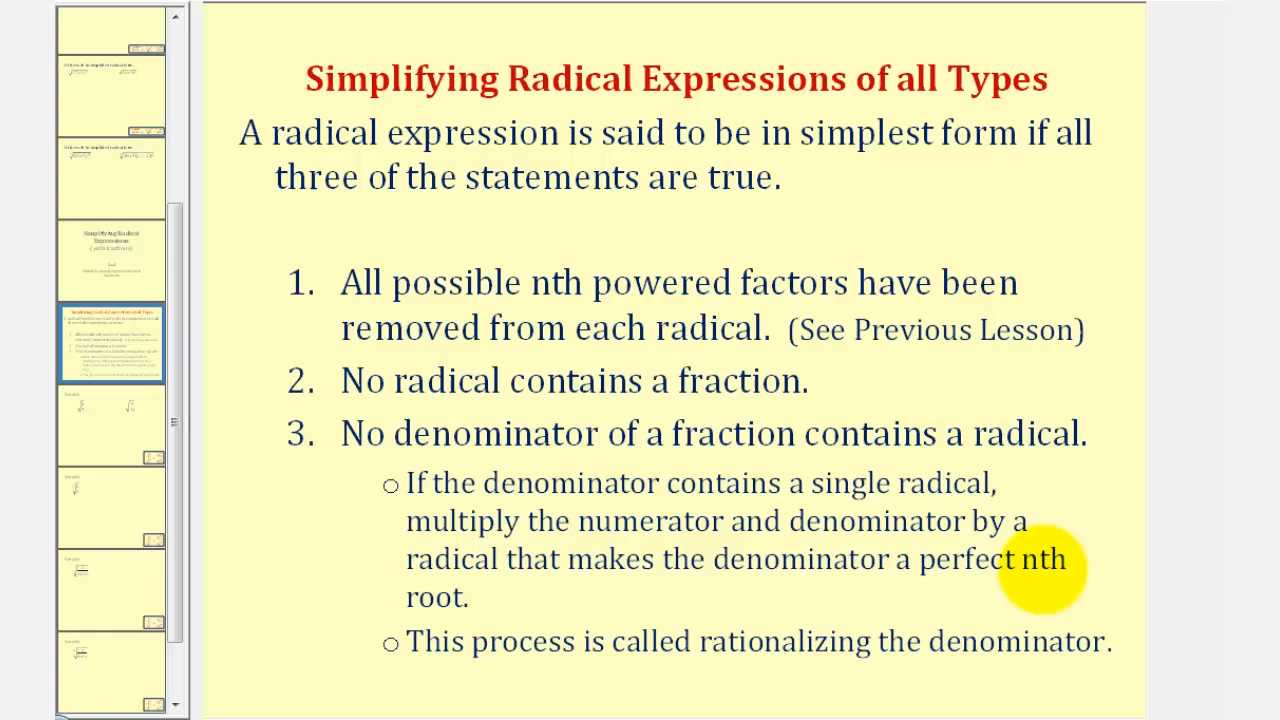 Simplifying Radical Expressions of all Types
A radical expression is said to be in simplest form if all
three of the statements are true.
1. All possible nth powered factors have been
removed from each radical. (See Previous Lesson)
2. No radical contains a fraction.
3. No denominator of a fraction contains a radical.
o If the denominator contains a single radical,
multiply the numerator and denominator by a
radical that makes the denominator a perfect nth
root.
o This process is called rationalizing the denominator.
Simplifying Radical
Expressions